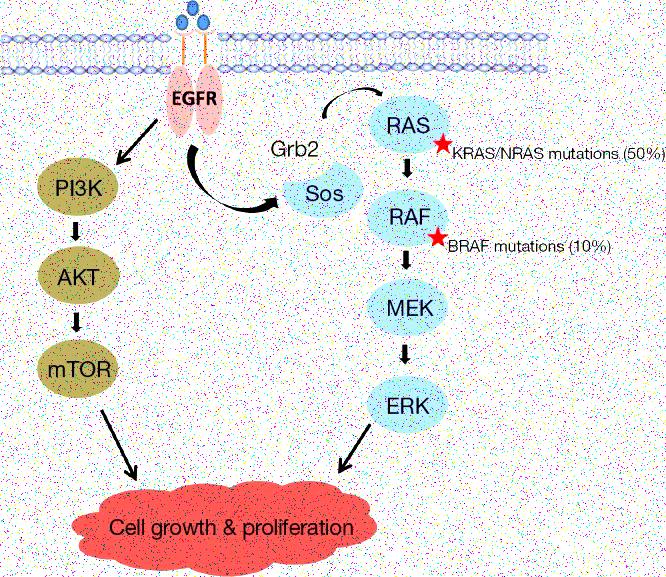 EGFR
RAS
KRAS/NRAS mutations (50%)
Grb2
Sos
PI3K
RAF
BRAF mutations (10%)
AKT
MEK
mTOR
ERK
Cell growth & proliferation